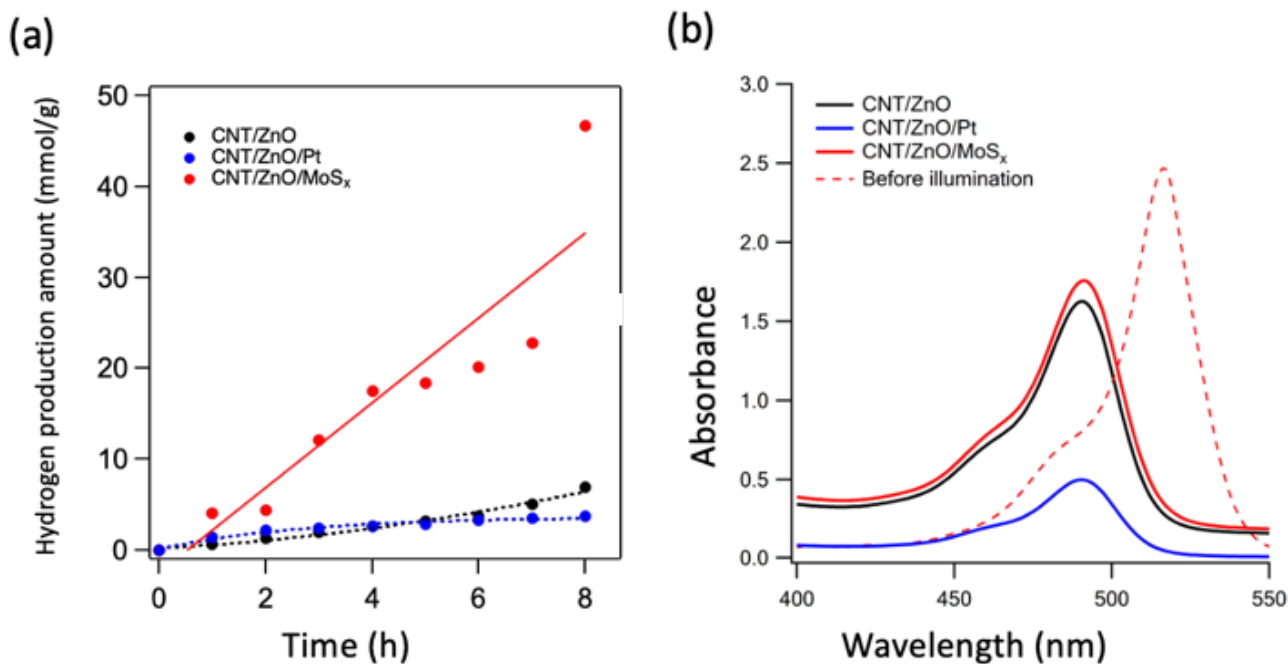 (a)
Hydrogen production amount (mmol/g)
50
40
30
20
10
0
CNT/ZnO
CNT/ZnO/Pt
CNT/ZnO/MoSₓ
0 2 4 6 8
Time (h)
(b)
Absorbance
3.0
2.5
2.0
1.5
1.0
0.5
0.0
CNT/ZnO
CNT/ZnO/Pt
CNT/ZnO/MoSₓ
Before illumination
400 450 500 550
Wavelength (nm)